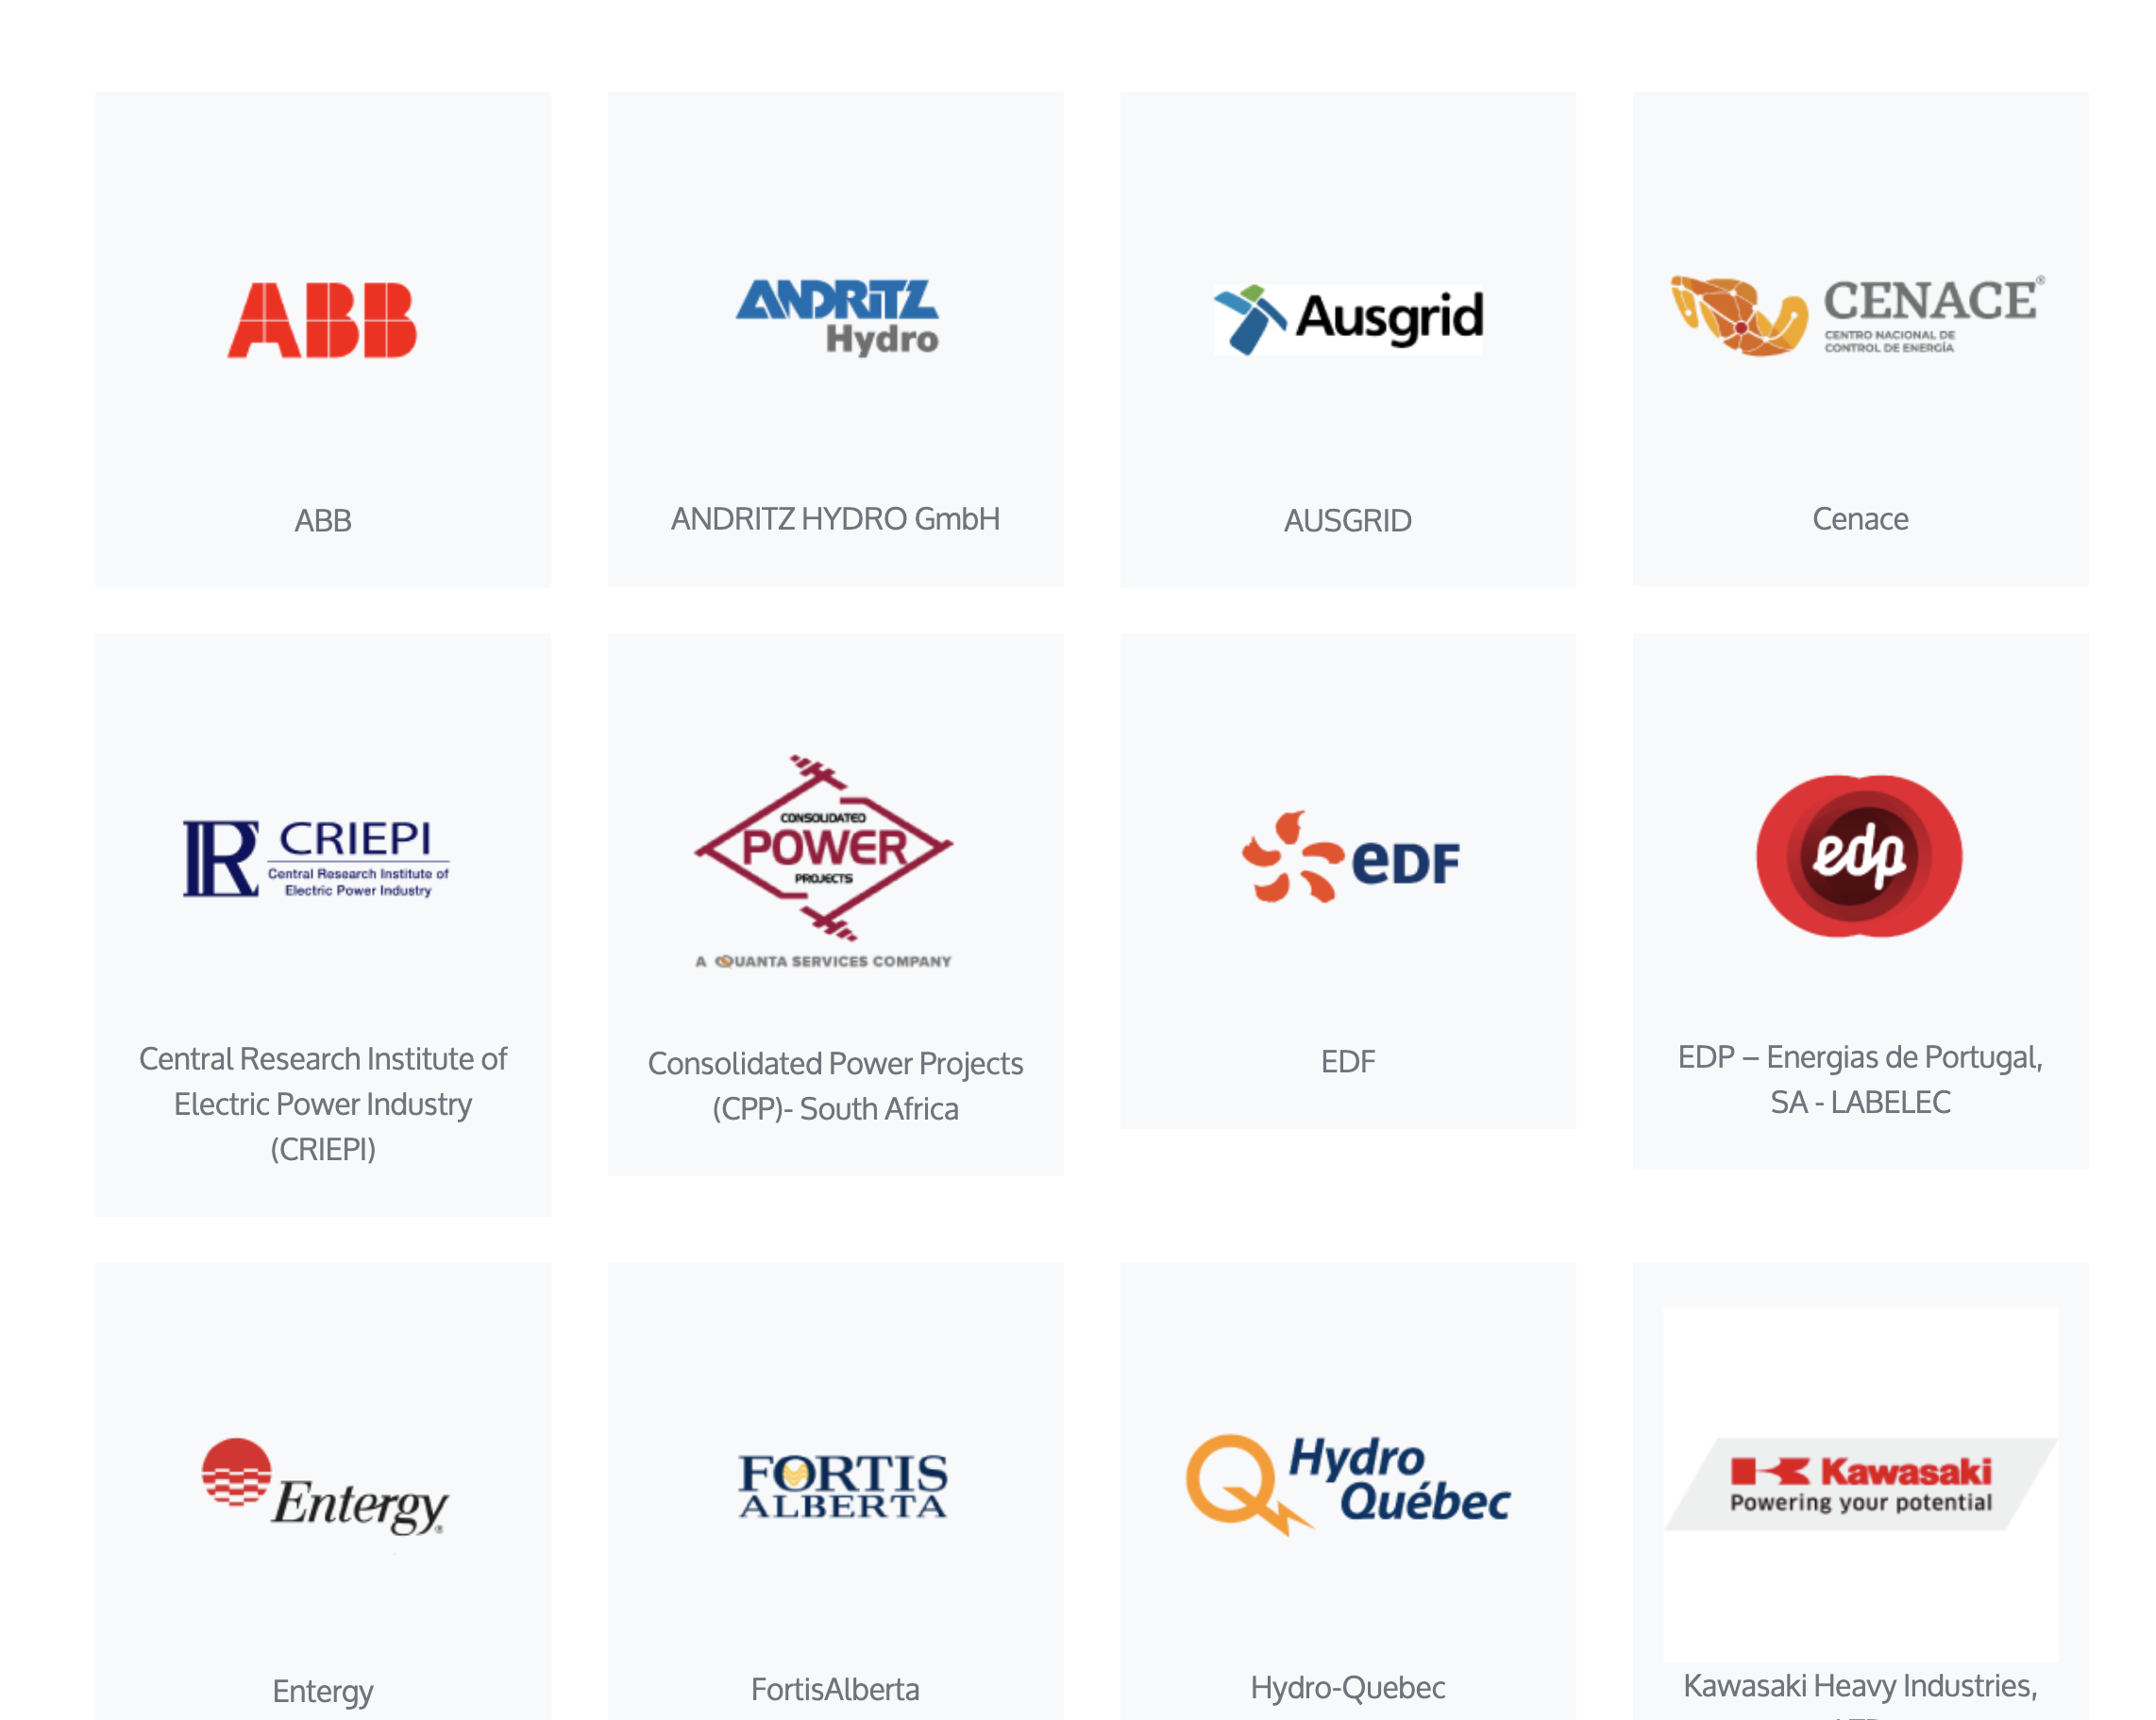 ABB
ANDRITZ
Hydro
Ausgrid
CENACE®
CENTRO NACIONAL DE
CONTROL DE ENERGÍA
ABB
ANDRITZ HYDRO GmbH
AUSGRID
Cenace
R CRIEPI
Central Research Institute of
Electric Power Industry
CONSOLIDATED
POWER
PROJECTS
A QUANTA SERVICES COMPANY
eDF
edp
Central Research Institute of
Electric Power Industry
(CRIEPI)
Consolidated Power Projects
(CPP)- South Africa
EDF
EDP – Energias de Portugal,
SA - LABELEC
Entergy®
FORTIS
ALBERTA
Hydro
Québec
Kawasaki
Powering your potential
Entergy
FortisAlberta
Hydro-Quebec
Kawasaki Heavy Industries,